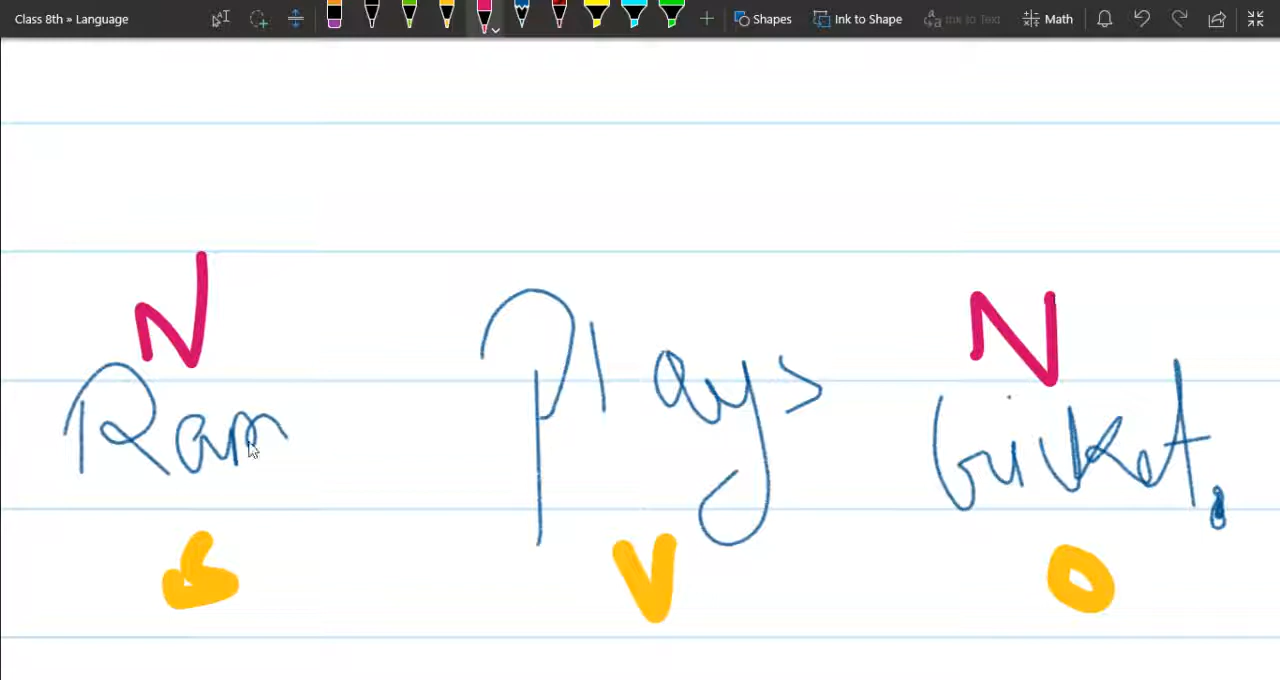 Class 8th » Language Shapes Ink to Shape Ink to Text Math
N N
Ram Plays Cricket.
S V O